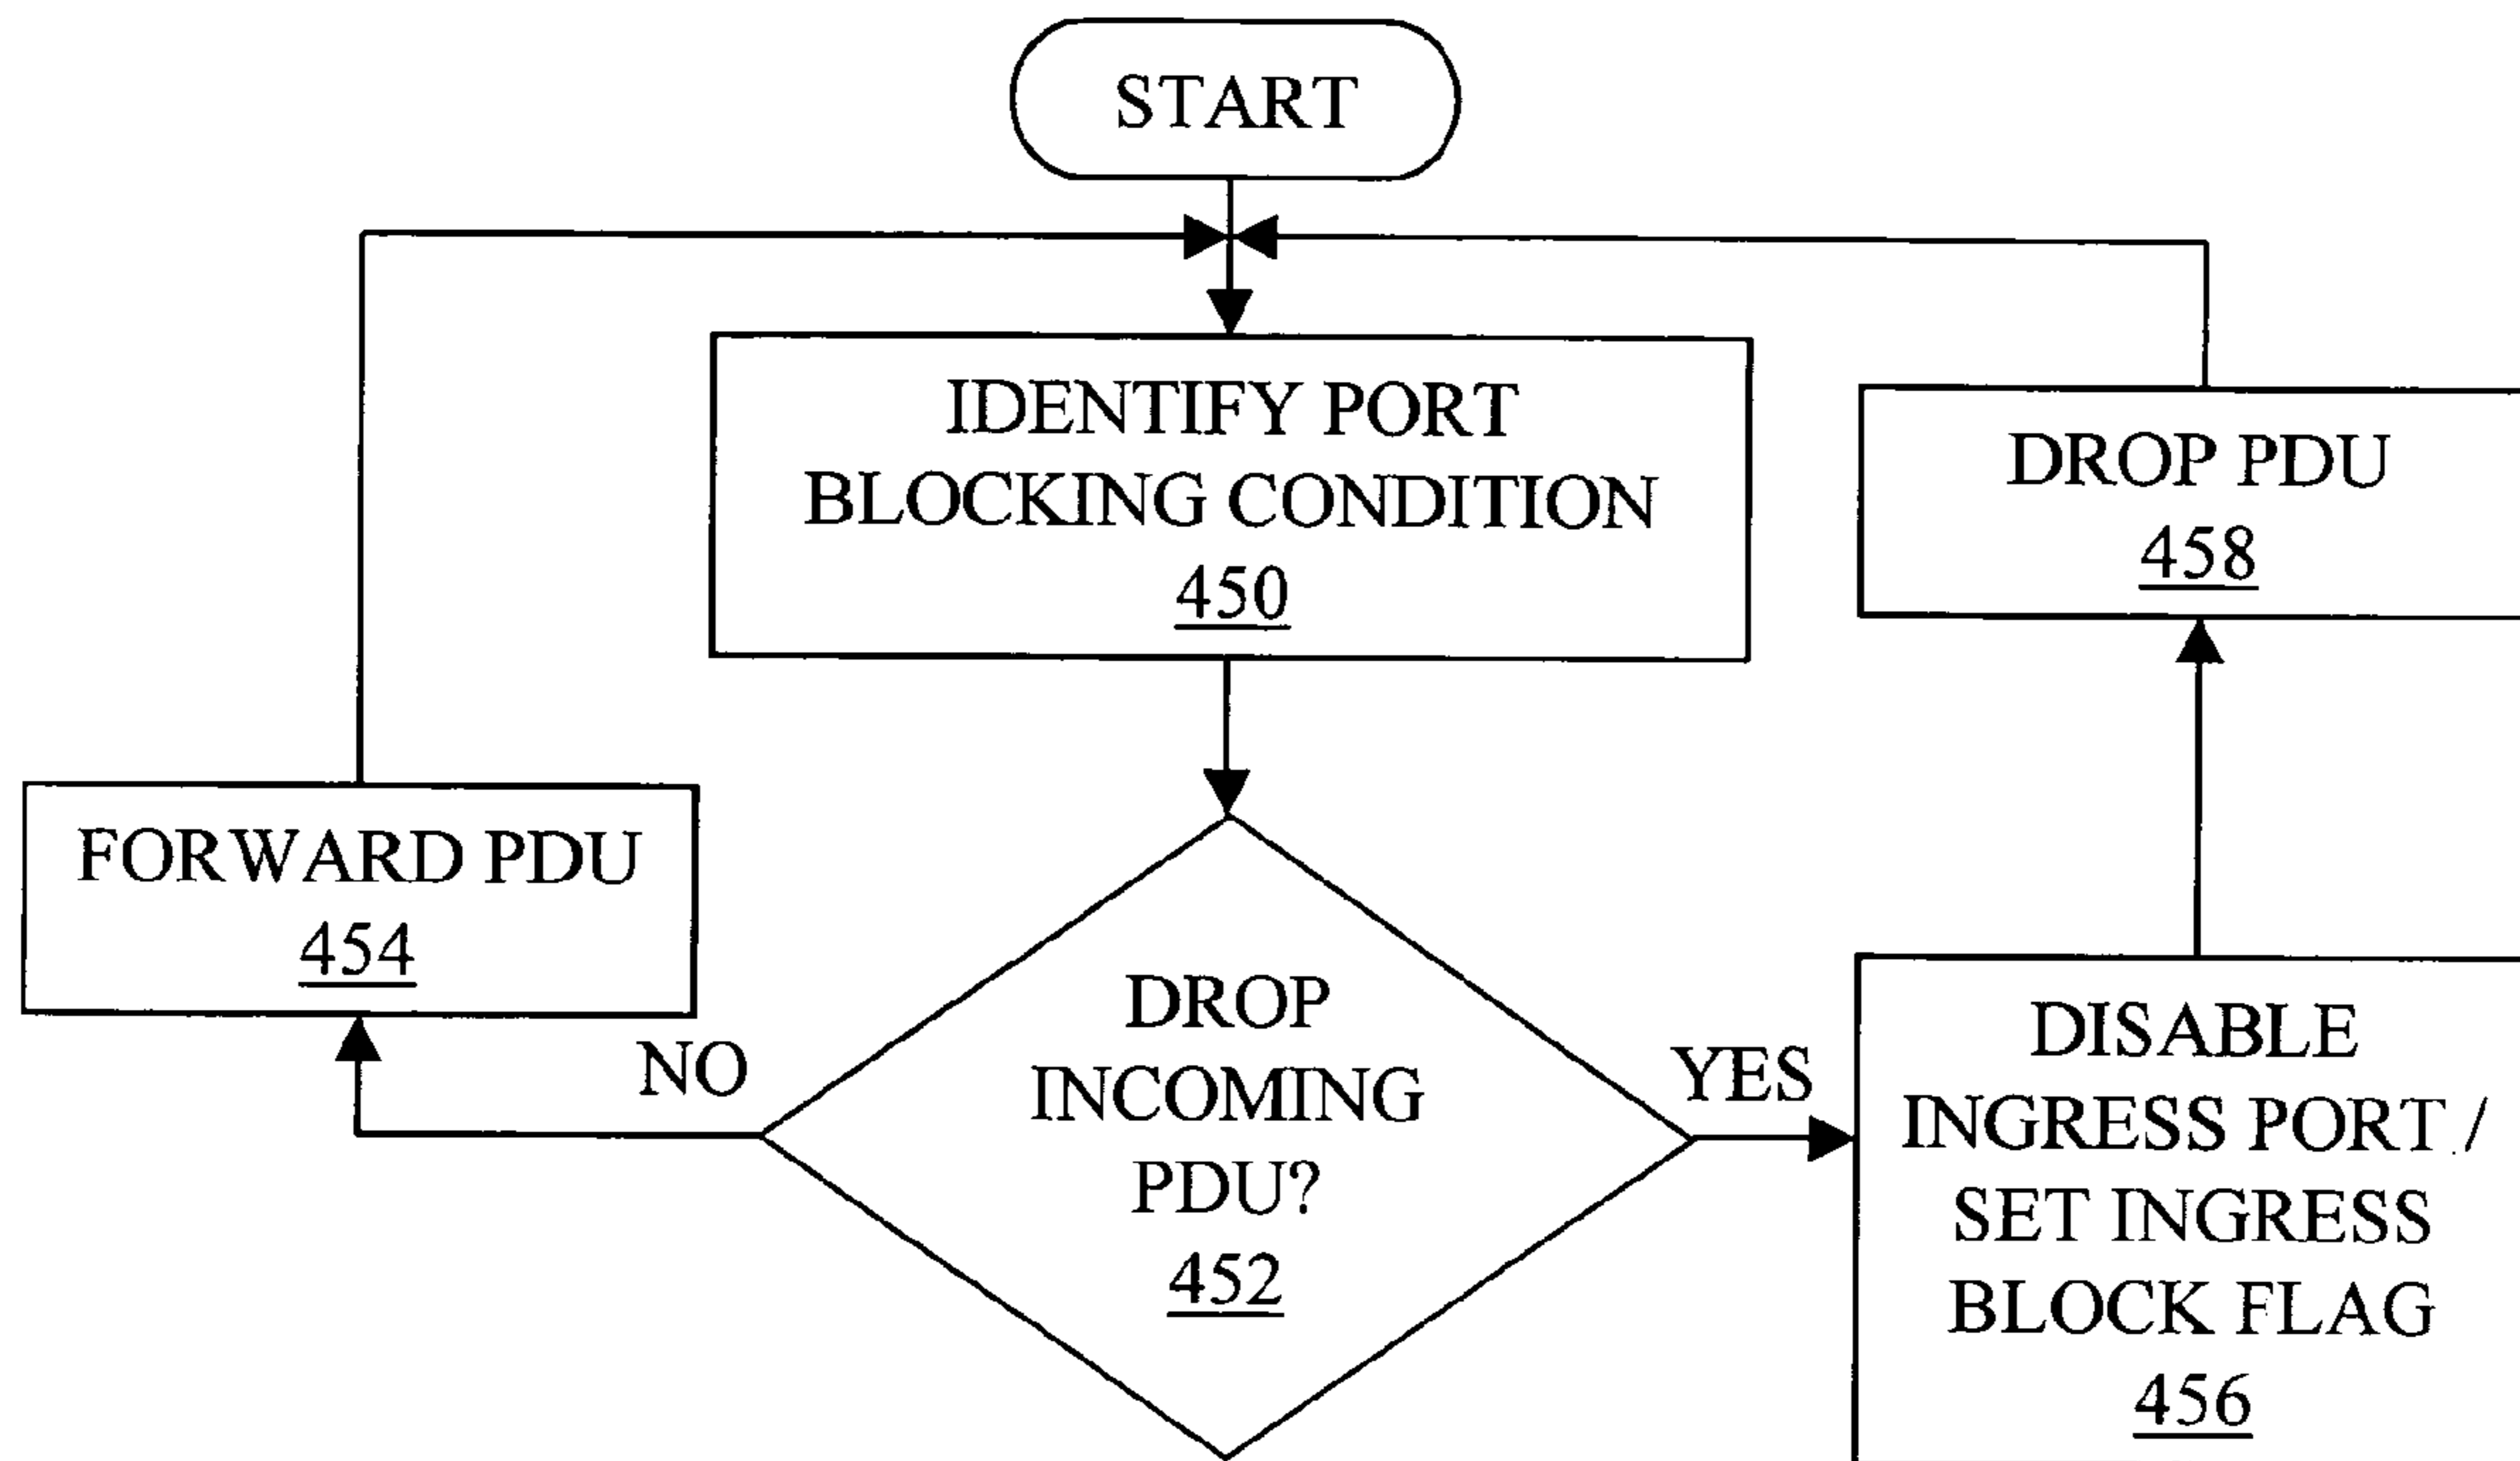 START
IDENTIFY PORT
BLOCKING CONDITION
450
DROP PDU
458
FORWARD PDU
454
NO
DROP
INCOMING
PDU?
452
YES
DISABLE
INGRESS PORT /
SET INGRESS
BLOCK FLAG
456